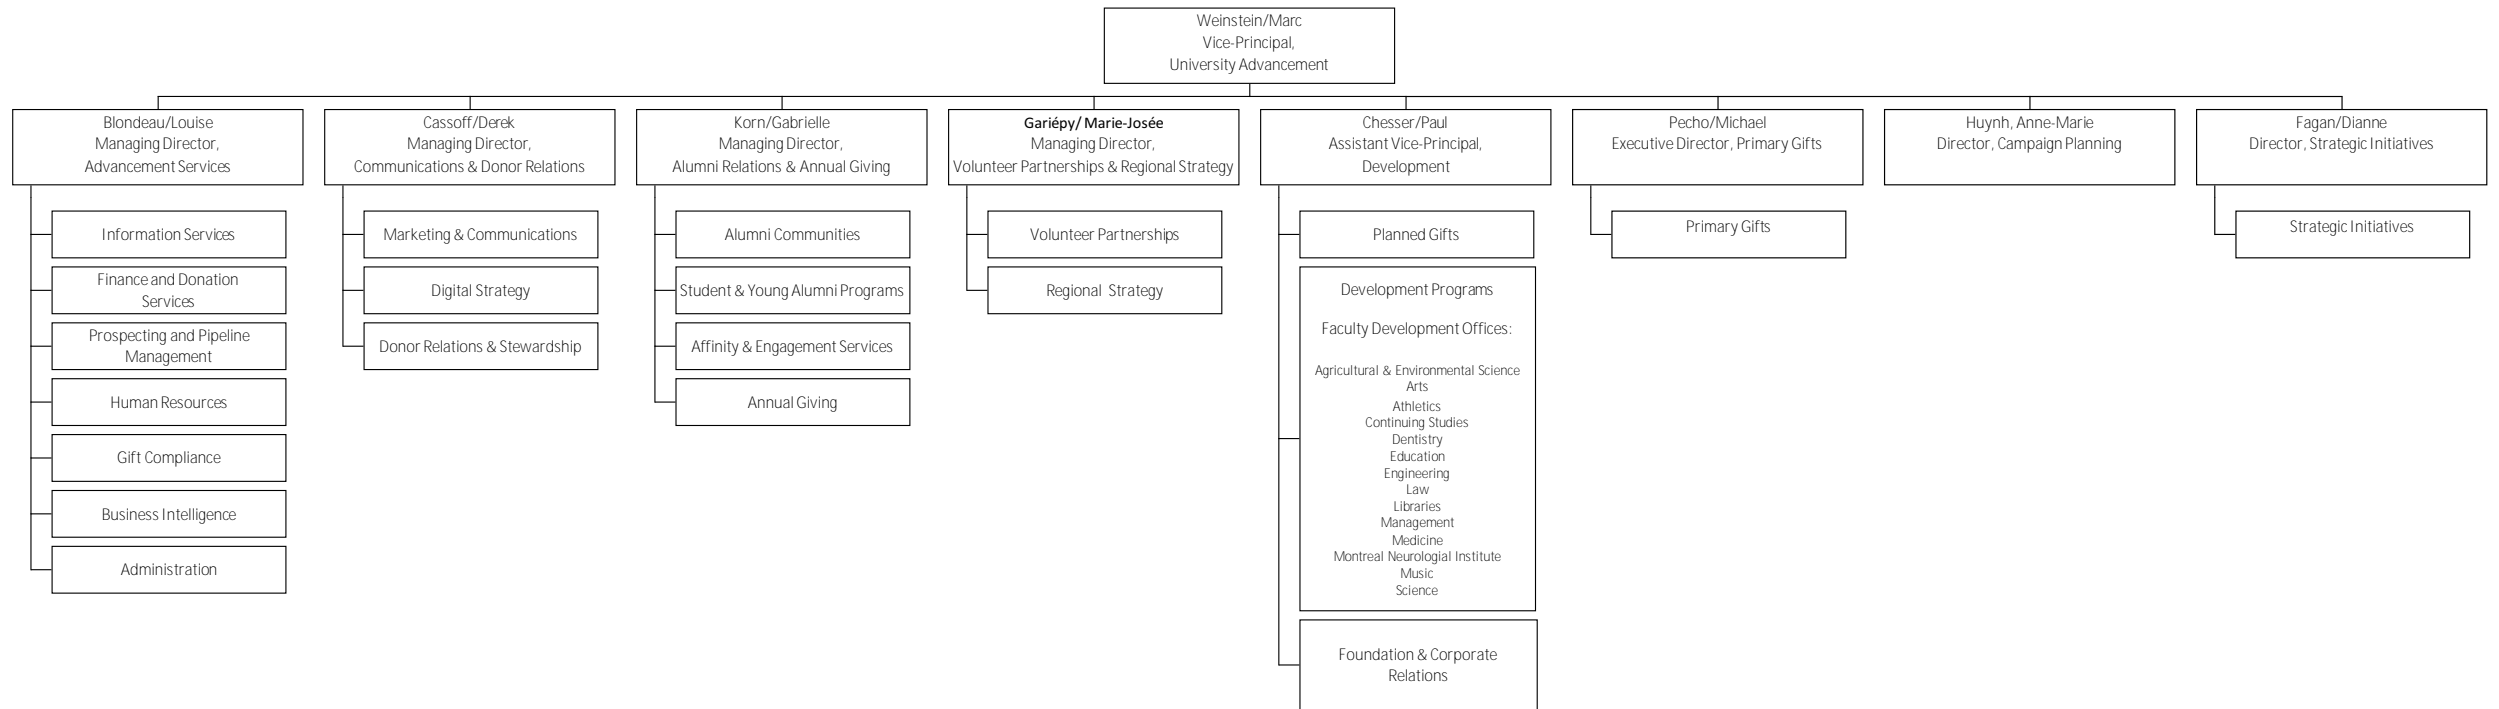 Weinstein/Marc
Vice-Principal,
University Advancement
Blondeau/Louise
Managing Director,
Advancement Services
Information Services
Finance and Donation
Services
Prospecting and Pipeline
Management
Human Resources
Gift Compliance
Business Intelligence
Administration
Cassoff/Derek
Managing Director,
Communications & Donor Relations
Marketing & Communications
Digital Strategy
Donor Relations & Stewardship
Korn/Gabrielle
Managing Director,
Alumni Relations & Annual Giving
Alumni Communities
Student & Young Alumni Programs
Affinity & Engagement Services
Annual Giving
Gariépy/ Marie-Josée
Managing Director,
Volunteer Partnerships & Regional Strategy
Volunteer Partnerships
Regional Strategy
Chesser/Paul
Assistant Vice-Principal,
Development
Planned Gifts
Development Programs
Faculty Development Offices:
Agricultural & Environmental Science
Arts
Athletics
Continuing Studies
Dentistry
Education
Engineering
Law
Libraries
Management
Medicine
Montreal Neurologial Institute
Music
Science
Foundation & Corporate
Relations
Pecho/Michael
Executive Director, Primary Gifts
Primary Gifts
Huynh, Anne-Marie
Director, Campaign Planning
Fagan/Dianne
Director, Strategic Initiatives
Strategic Initiatives